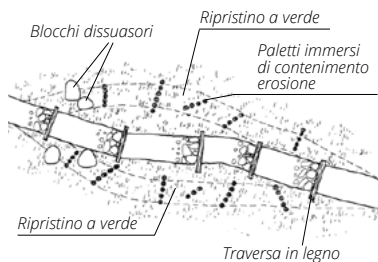 Ripristino a verde
Blocchi dissuasori
Paletti immersi
di contenimento
erosione
Ripristino a verde
Traversa in legno